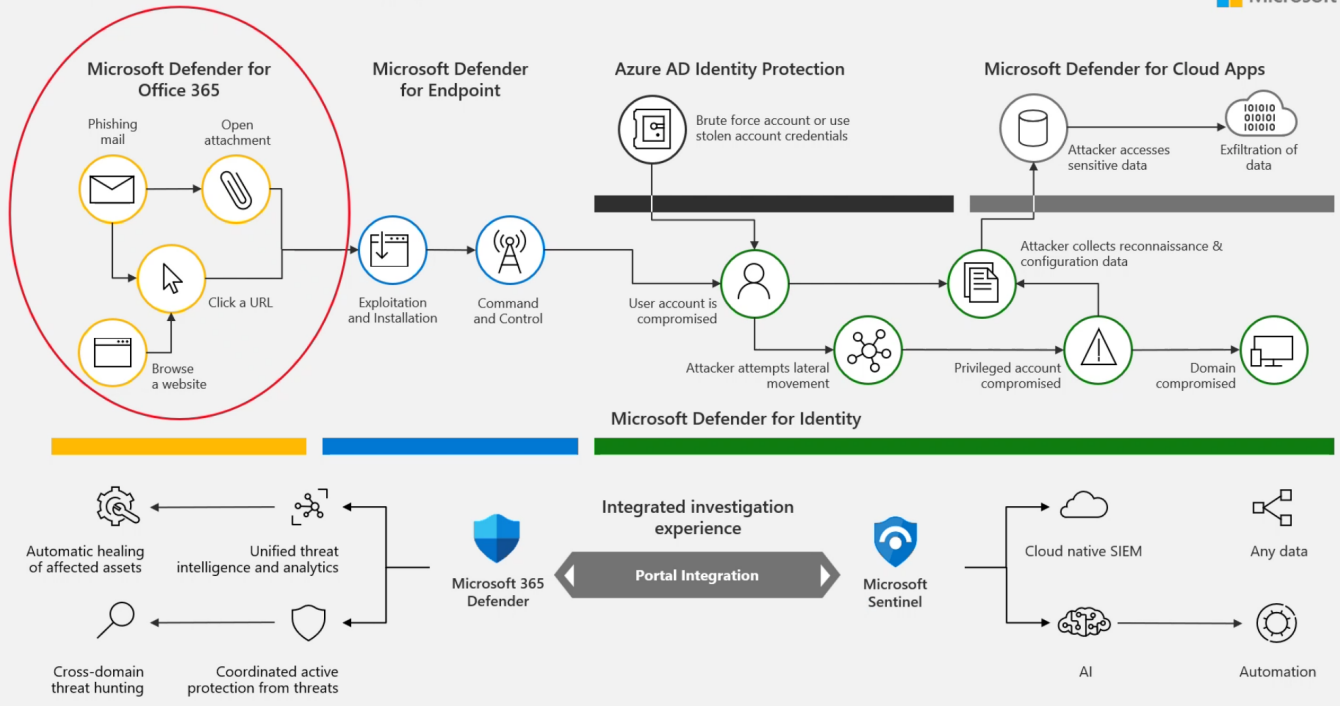 Microsoft
Microsoft Defender for
Office 365
Microsoft Defender
for Endpoint
Azure AD Identity Protection
Microsoft Defender for Cloud Apps
Phishing
mail
Open
attachment
Brute force account or use
stolen account credentials
Attacker accesses
sensitive data
IOIOIO
OIOIOI
IOIOIO
Exfiltration of
data
Click a URL
Browse
a website
Exploitation
and Installation
Command
and Control
User account is
compromised
Attacker collects reconnaissance &
configuration data
Attacker attempts lateral
movement
Privileged account
compromised
Domain
compromised
Microsoft Defender for Identity
Automatic healing
of affected assets
Unified threat
intelligence and analytics
Cross-domain
threat hunting
Coordinated active
protection from threats
Microsoft 365
Defender
Integrated investigation
experience
Portal Integration
Microsoft
Sentinel
Cloud native SIEM
Any data
AI
Automation